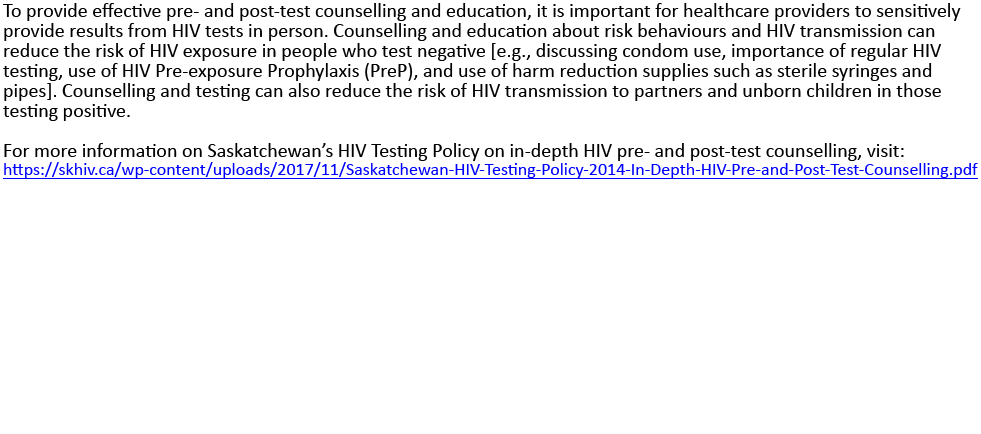 To provide effective pre- and post-test counselling and education, it is important for healthcare providers to sensitively
provide results from HIV tests in person. Counselling and education about risk behaviours and HIV transmission can
reduce the risk of HIV exposure in people who test negative [e.g., discussing condom use, importance of regular HIV
testing, use of HIV Pre-exposure Prophylaxis (PreP), and use of harm reduction supplies such as sterile syringes and
pipes]. Counselling and testing can also reduce the risk of HIV transmission to partners and unborn children in those
testing positive.
For more information on Saskatchewan’s HIV Testing Policy on in-depth HIV pre- and post-test counselling, visit:
https://skhiv.ca/wp-content/uploads/2017/11/Saskatchewan-HIV-Testing-Policy-2014-In-Depth-HIV-Pre-and-Post-Test-Counselling.pdf